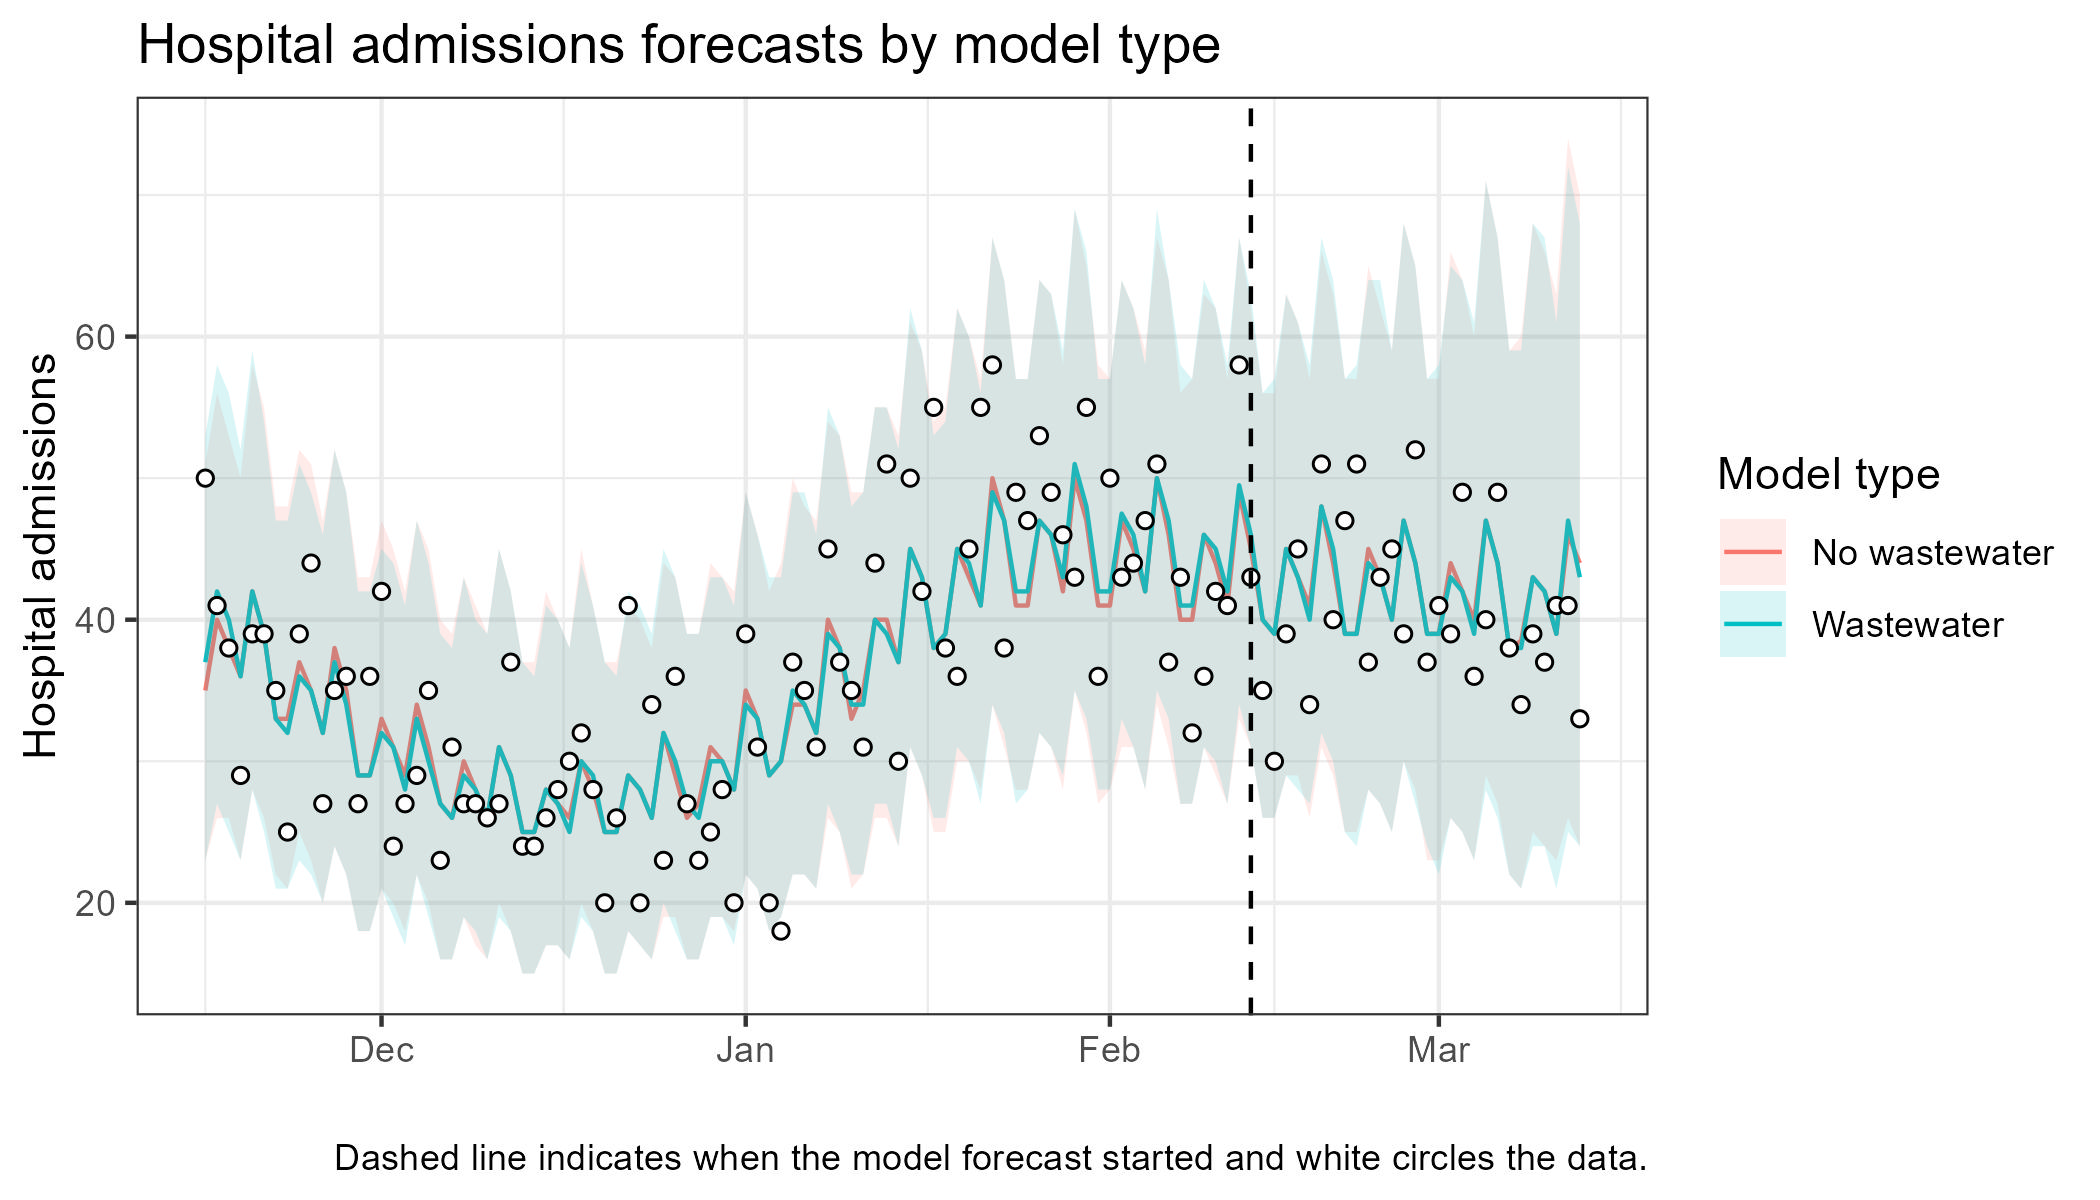 Hospital admissions forecasts by model type
Hospital admissions
60
40
20
Dec
Jan
Feb
Mar
Model type
No wastewater
Wastewater
Dashed line indicates when the model forecast started and white circles the data.